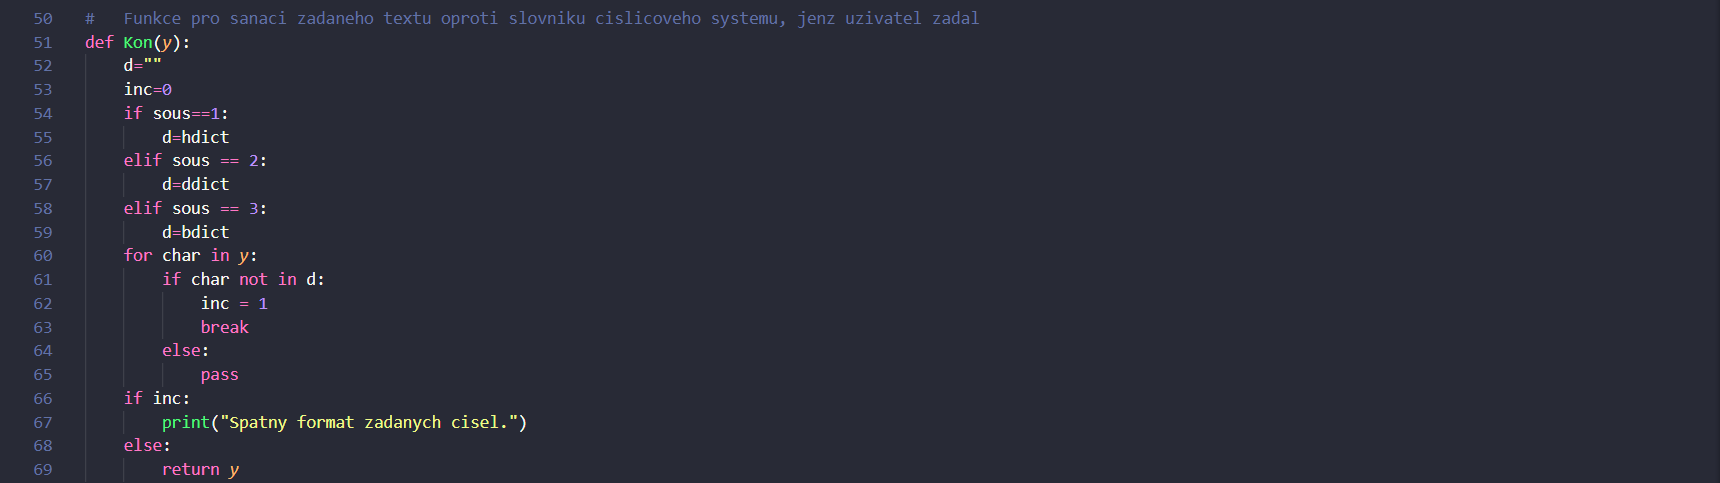 50 # Funkce pro sanaci zadaneho textu oproti slovniku cislicoveho systemu, jenz uzivatel zadal
51 def Kon(y):
52     d=""
53     inc=0
54     if sous==1:
55         d=hdict
56     elif sous == 2:
57         d=ddict
58     elif sous == 3:
59         d=bdict
60     for char in y:
61         if char not in d:
62             inc = 1
63             break
64         else:
65             pass
66     if inc:
67         print("Spatny format zadanych cisel.")
68     else:
69         return y